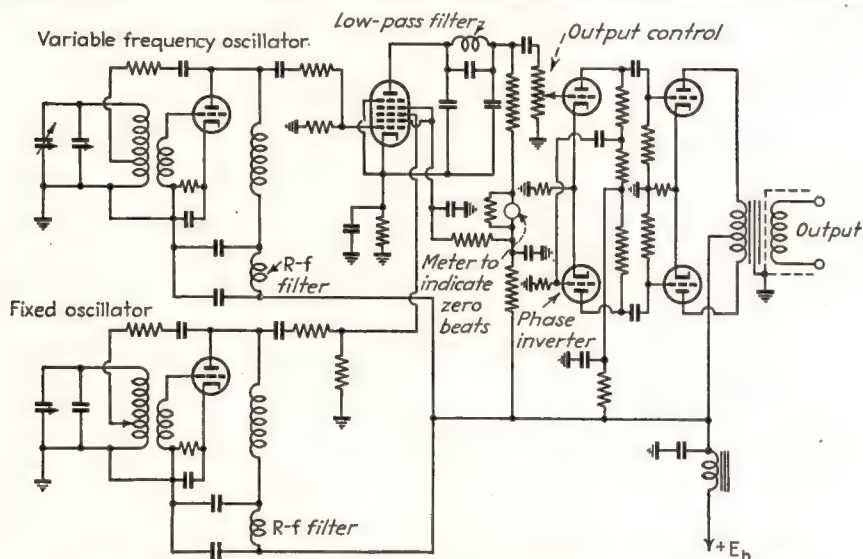 Variable frequency oscillator
Low-pass filter
Output control
R-f
filter
Meter to
indicate
zero
beats
Phase
inverter
Output
Fixed oscillator
R-f filter
+Eb